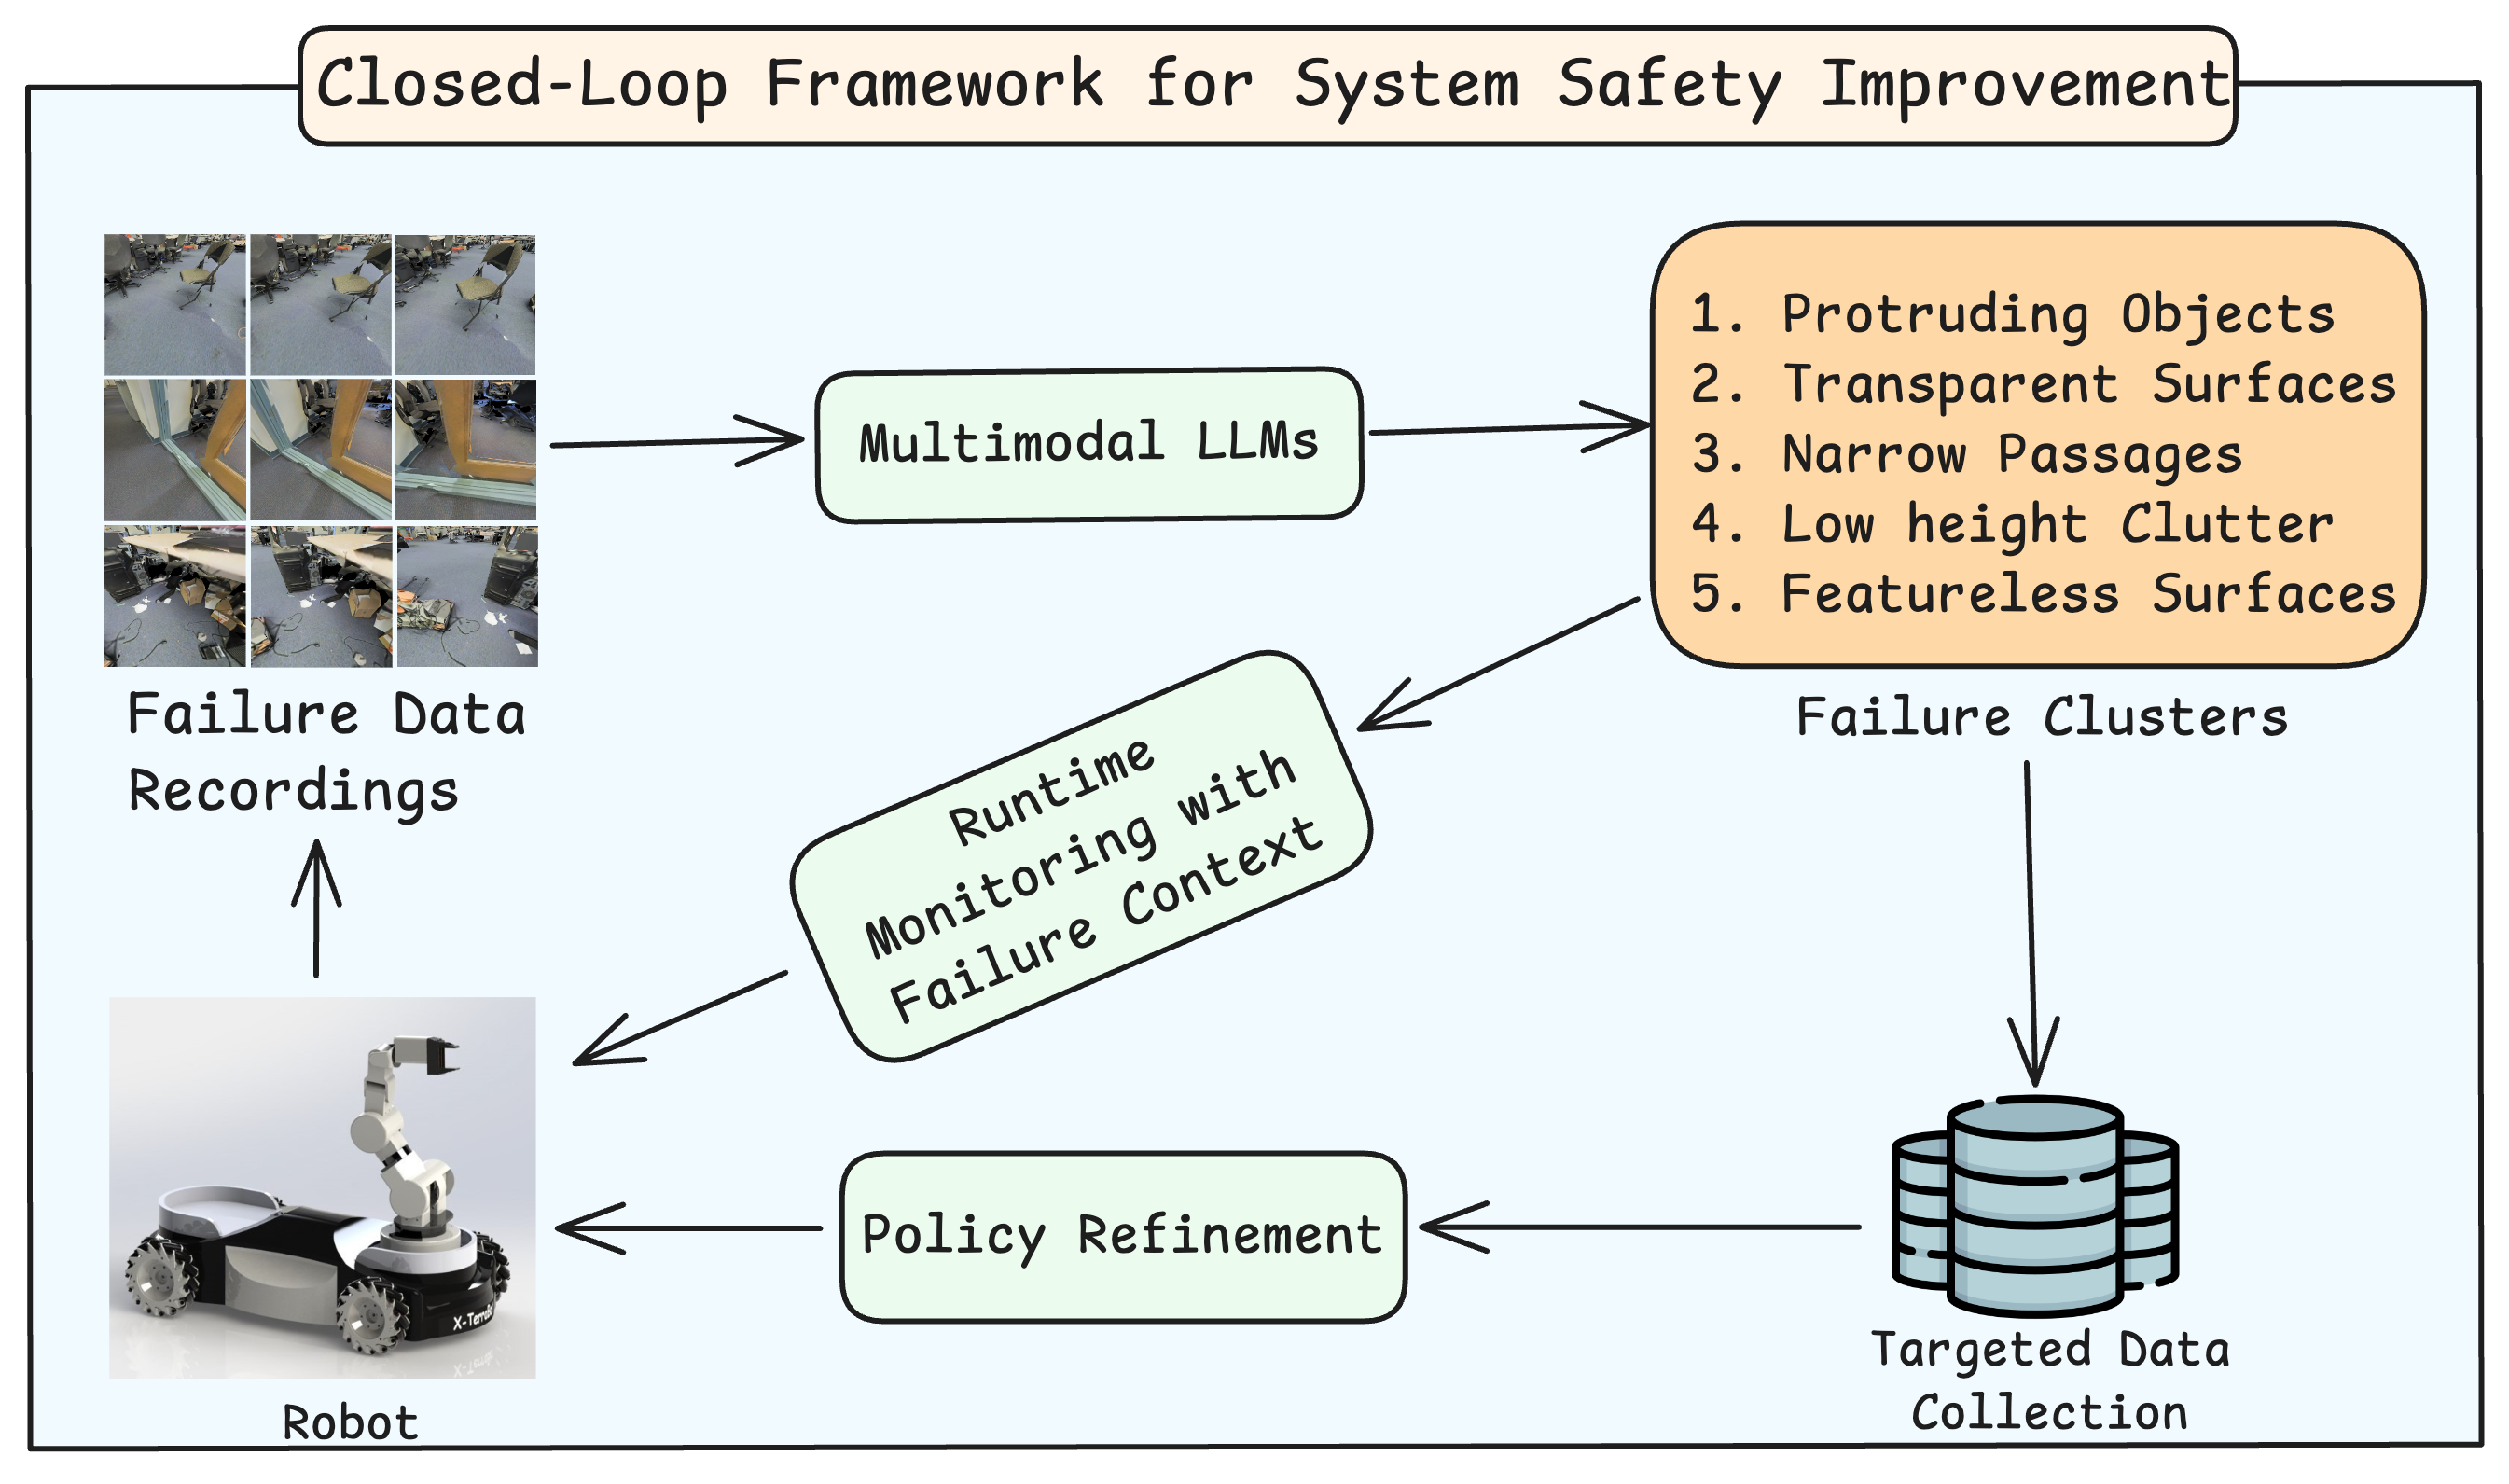 Closed-Loop Framework for System Safety Improvement
Multimodal LLMs
1. Protruding Objects
2. Transparent Surfaces
3. Narrow Passages
4. Low height Clutter
5. Featureless Surfaces
Failure Data
Recordings
Failure Clusters
Runtime
Monitoring with
Failure Context
Policy Refinement
Robot
Targeted Data
Collection